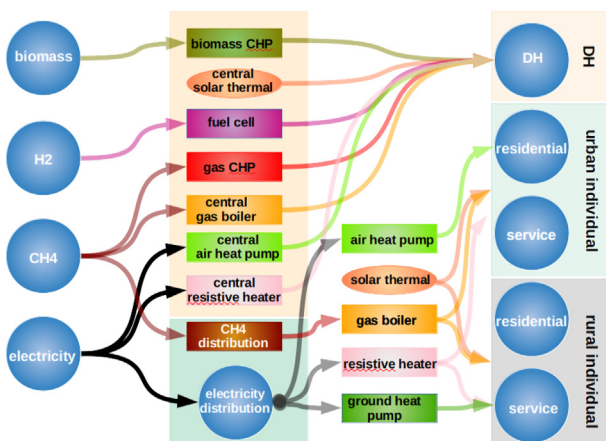 biomass
H2
CH4
electricity
biomass CHP
central
solar thermal
fuel cell
gas CHP
central
gas boiler
central
air heat pump
central
resistive heater
CH4
distribution
electricity
distribution
air heat pump
solar thermal
gas boiler
resistive heater
ground heat
pump
DH
DH
residential
service
urban individual
residential
service
rural individual